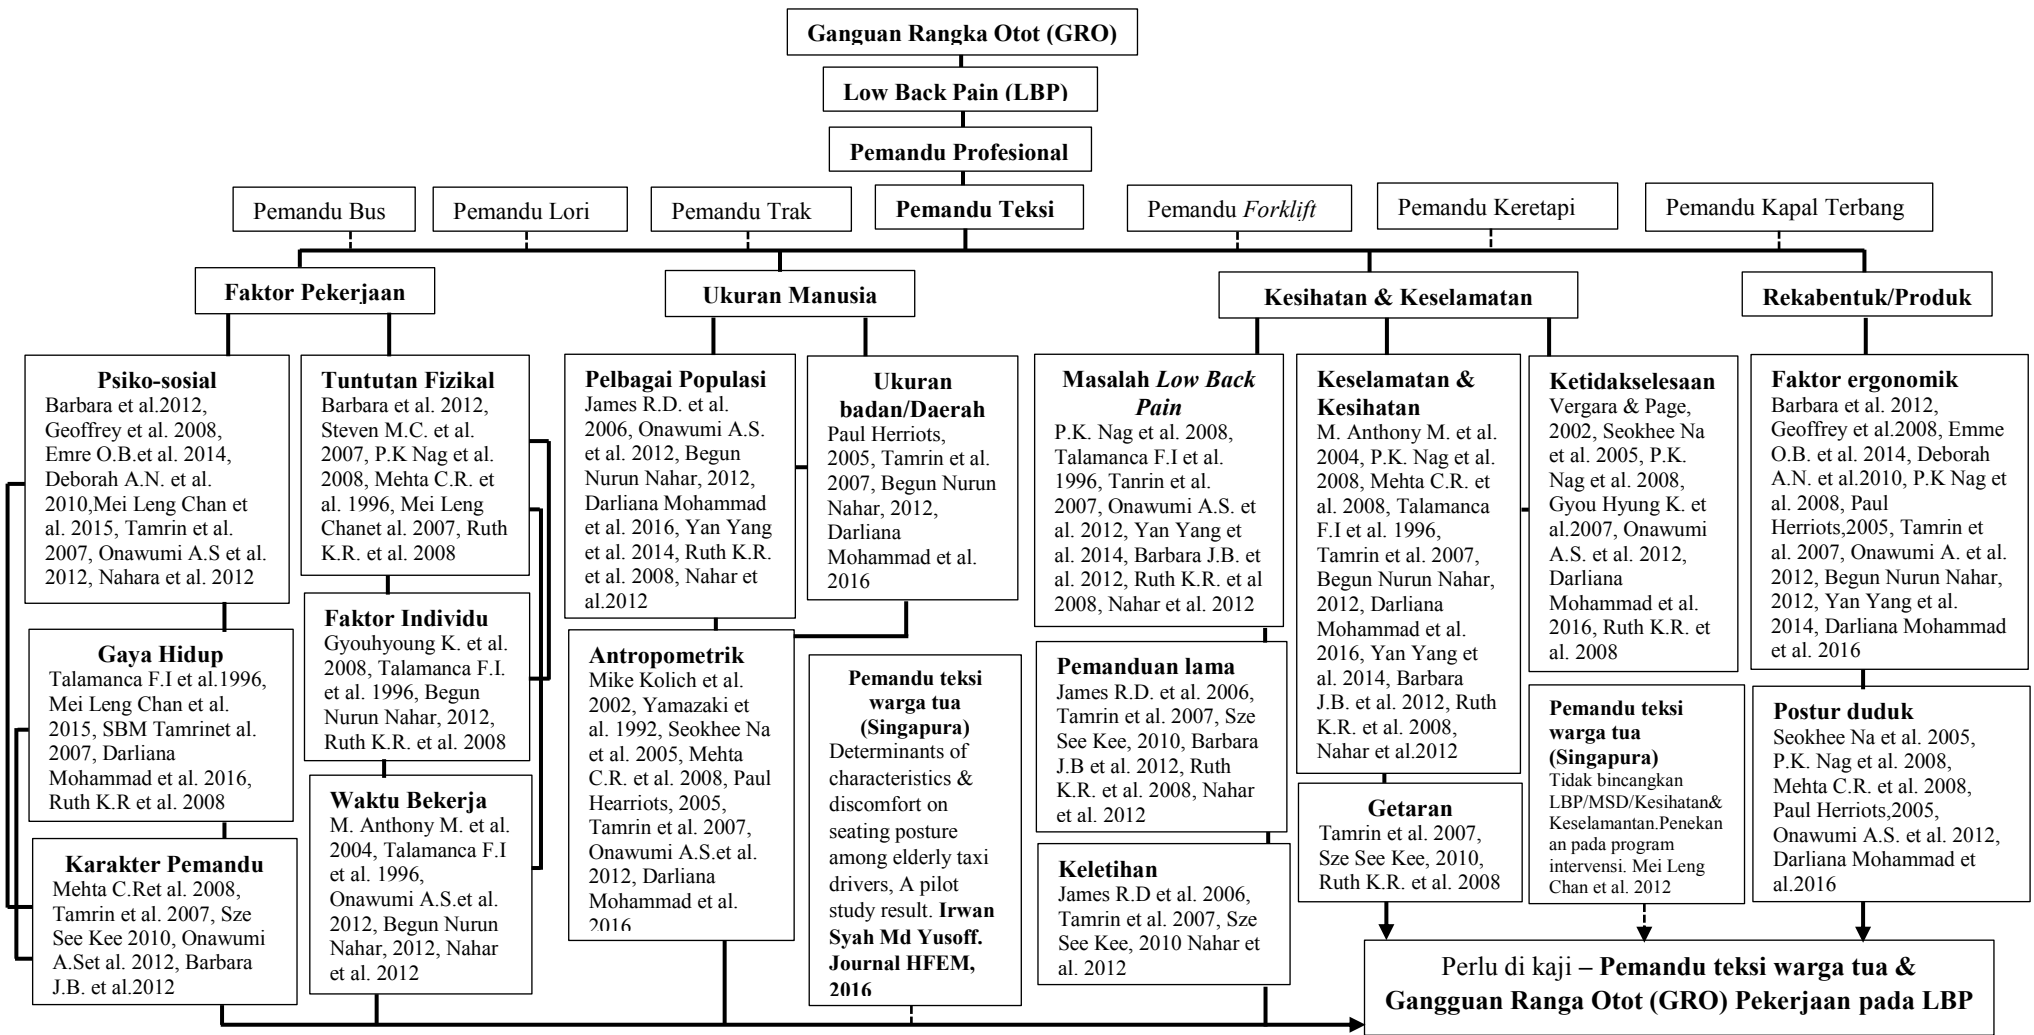 Ganguan Rangka Otot (GRO)
Low Back Pain (LBP)
Pemandu Profesional
Pemandu Bus
Pemandu Lori
Pemandu Trak
Pemandu Teksi
Pemandu Forklift
Pemandu Keretapi
Pemandu Kapal Terbang
Faktor Pekerjaan
Ukuran Manusia
Kesihatan & Keselamatan
Rekabentuk/Produk
Psiko-sosial
Barbara et al.2012,
Geoffrey et al. 2008,
Emre O.B.et al. 2014,
Deborah A.N. et al.
2010,Mei Leng Chan et
al. 2015, Tamrin et al.
2007, Onawumi A.S et al.
2012, Nahara et al. 2012
Gaya Hidup
Talamanca F.I et al.1996,
Mei Leng Chan et al.
2015, SBM Tamrinet al.
2007, Darliana
Mohammad et al. 2016,
Ruth K.R et al. 2008
Karakter Pemandu
Mehta C.Ret al. 2008,
Tamrin et al. 2007, Sze
See Kee 2010, Onawumi
A.Set al. 2012, Barbara
J.B. et al.2012
Tuntutan Fizikal
Barbara et al. 2012,
Steven M.C. et al.
2007, P.K Nag et al.
2008, Mehta C.R. et
al. 1996, Mei Leng
Chanet al. 2007, Ruth
K.R. et al. 2008
Faktor Individu
Gyouhyoung K. et al.
2008, Talamanca F.I.
et al. 1996, Begun
Nurun Nahar, 2012,
Ruth K.R. et al. 2008
Waktu Bekerja
M. Anthony M. et al.
2004, Talamanca F.I
et al. 1996,
Onawumi A.S.et al.
2012, Begun Nurun
Nahar, 2012, Nahar
et al. 2012
Pelbagai Populasi
James R.D. et al.
2006, Onawumi A.S.
et al. 2012, Begun
Nurun Nahar, 2012,
Darliana Mohammad
et al. 2016, Yan Yang
et al. 2014, Ruth K.R.
et al. 2008, Nahar et
al.2012
Antropometrik
Mike Kolich et al.
2002, Yamazaki et
al. 1992, Seokhee Na
et al. 2005, Mehta
C.R. et al. 2008, Paul
Hearriots, 2005,
Tamrin et al. 2007,
Onawumi A.S.et al.
2012, Darliana
Mohammad et al.
2016
Ukuran
badan/Daerah
Paul Herriots,
2005, Tamrin et al.
2007, Begun Nurun
Nahar, 2012,
Darliana
Mohammad et al.
2016
Pemandu teksi
warga tua
(Singapura)
Determinants of
characteristics &
discomfort on
seating posture
among elderly taxi
drivers, A pilot
study result. Irwan
Syah Md Yusoff.
Journal HFEM,
2016
Masalah Low Back
Pain
P.K. Nag et al. 2008,
Talamanca F.I et al.
1996, Tanrin et al.
2007, Onawumi A.S. et
al. 2012, Yan Yang et
al. 2014, Barbara J.B. et
al. 2012, Ruth K.R. et al
2008, Nahar et al. 2012
Pemanduan lama
James R.D. et al. 2006,
Tamrin et al. 2007, Sze
See Kee, 2010, Barbara
J.B et al. 2012, Ruth
K.R. et al. 2008, Nahar
et al. 2012
Keletihan
James R.D et al. 2006,
Tamrin et al. 2007, Sze
See Kee, 2010 Nahar et
al. 2012
Keselamatan &
Kesihatan
M. Anthony M. et al.
2004, P.K. Nag et al.
2008, Mehta C.R. et
al. 2008, Talamanca
F.I et al. 1996,
Tamrin et al. 2007,
Begun Nurun Nahar,
2012, Darliana
Mohammad et al.
2016, Yan Yang et
al. 2014, Barbara
J.B. et al. 2012, Ruth
K.R. et al. 2008,
Nahar et al.2012
Getaran
Tamrin et al. 2007,
Sze See Kee, 2010,
Ruth K.R. et al. 2008
Ketidakselesaan
Vergara & Page,
2002, Seokhee Na
et al. 2005, P.K.
Nag et al. 2008,
Gyou Hyung K. et
al.2007, Onawumi
A.S. et al. 2012,
Darliana
Mohammad et al.
2016, Ruth K.R. et
al. 2008
Pemandu teksi
warga tua
(Singapura)
Tidak bincangkan
LBP/MSD/Kesihatan&
Keselamantan.Penekan
an pada program
intervensi. Mei Leng
Chan et al. 2012
Faktor ergonomik
Barbara et al. 2012,
Geoffrey et al.2008, Emme
O.B. et al. 2014, Deborah
A.N. et al.2010, P.K Nag et
al. 2008, Paul
Herriots,2005, Tamrin et
al. 2007, Onawumi A. et al.
2012, Begun Nurun Nahar,
2012, Yan Yang et al.
2014, Darliana Mohammad
et al. 2016
Postur duduk
Seokhee Na et al. 2005,
P.K. Nag et al. 2008,
Mehta C.R. et al. 2008,
Paul Herriots,2005,
Onawumi A.S. et al. 2012,
Darliana Mohammad et
al.2016
Perlu di kaji – Pemandu teksi warga tua &
Gangguan Ranga Otot (GRO) Pekerjaan pada LBP